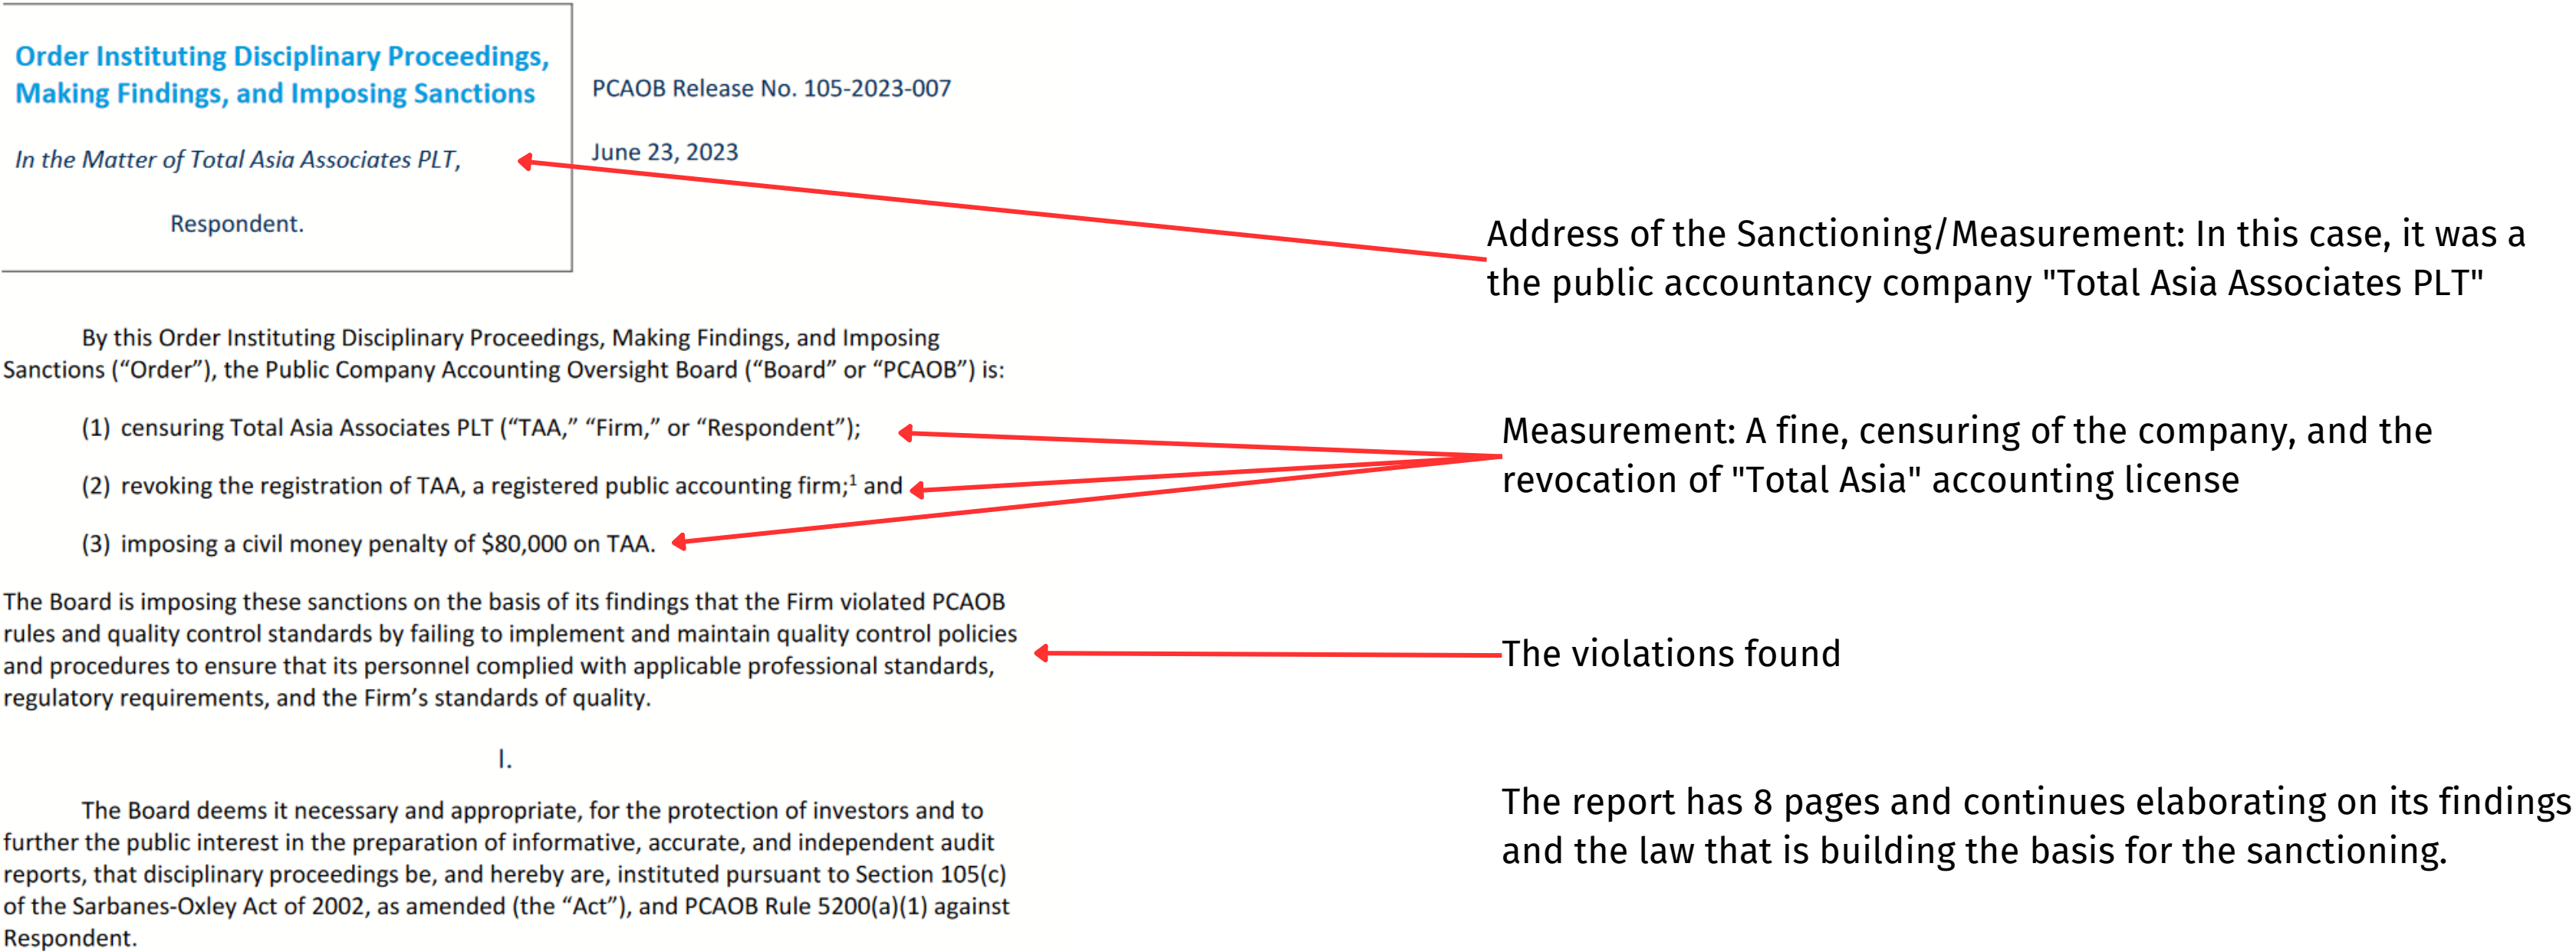 Order Instituting Disciplinary Proceedings,
Making Findings, and Imposing Sanctions
In the Matter of Total Asia Associates PLT,
Respondent.
PCAOB Release No. 105-2023-007
June 23, 2023
By this Order Instituting Disciplinary Proceedings, Making Findings, and Imposing
Sanctions (“Order”), the Public Company Accounting Oversight Board (“Board” or “PCAOB”) is:
(1) censuring Total Asia Associates PLT (“TAA,” “Firm,” or “Respondent”);
(2) revoking the registration of TAA, a registered public accounting firm;¹ and
(3) imposing a civil money penalty of $80,000 on TAA.
The Board is imposing these sanctions on the basis of its findings that the Firm violated PCAOB
rules and quality control standards by failing to implement and maintain quality control policies
and procedures to ensure that its personnel complied with applicable professional standards,
regulatory requirements, and the Firm’s standards of quality.
I.
The Board deems it necessary and appropriate, for the protection of investors and to
further the public interest in the preparation of informative, accurate, and independent audit
reports, that disciplinary proceedings be, and hereby are, instituted pursuant to Section 105(c)
of the Sarbanes-Oxley Act of 2002, as amended (the “Act”), and PCAOB Rule 5200(a)(1) against
Respondent.
Address of the Sanctioning/Measurement: In this case, it was a
the public accountancy company "Total Asia Associates PLT"
Measurement: A fine, censuring of the company, and the
revocation of "Total Asia" accounting license
The violations found
The report has 8 pages and continues elaborating on its findings
and the law that is building the basis for the sanctioning.